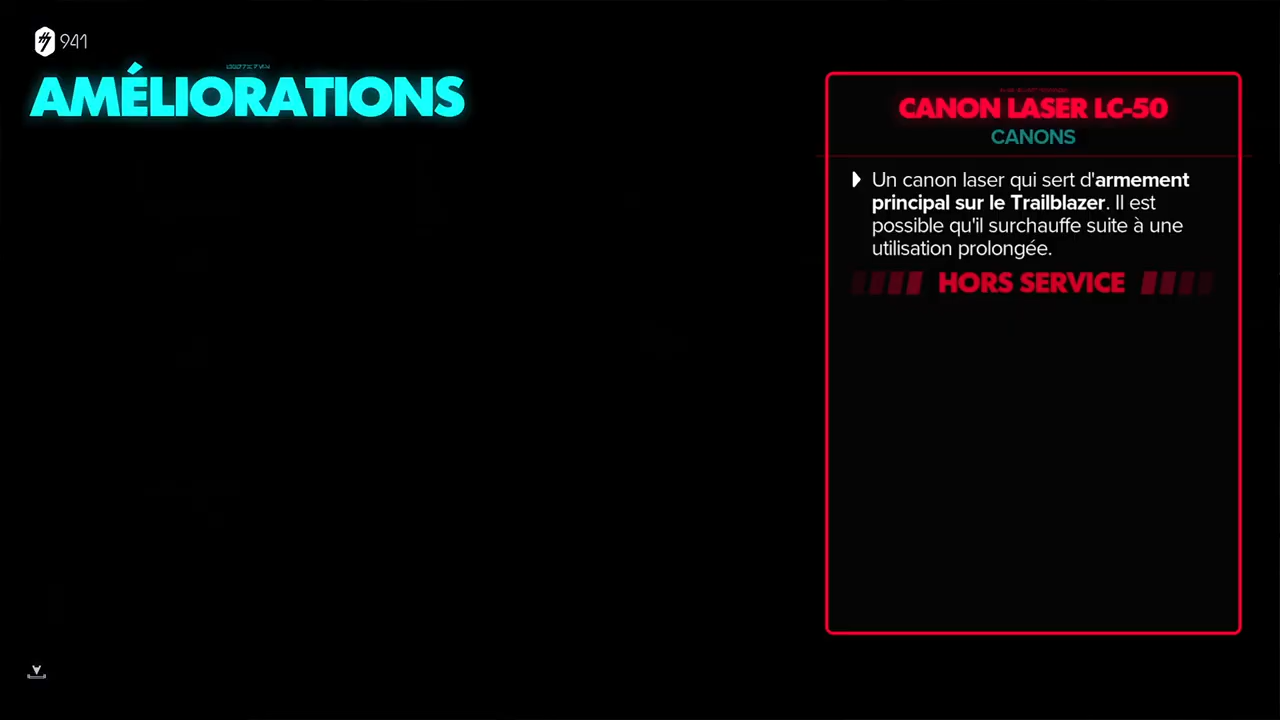 941
AMÉLIORATIONS
CANON LASER LC-50
CANONS
Un canon laser qui sert d'armement
principal sur le Trailblazer. Il est
possible qu'il surchauffe suite à une
utilisation prolongée.
HORS SERVICE